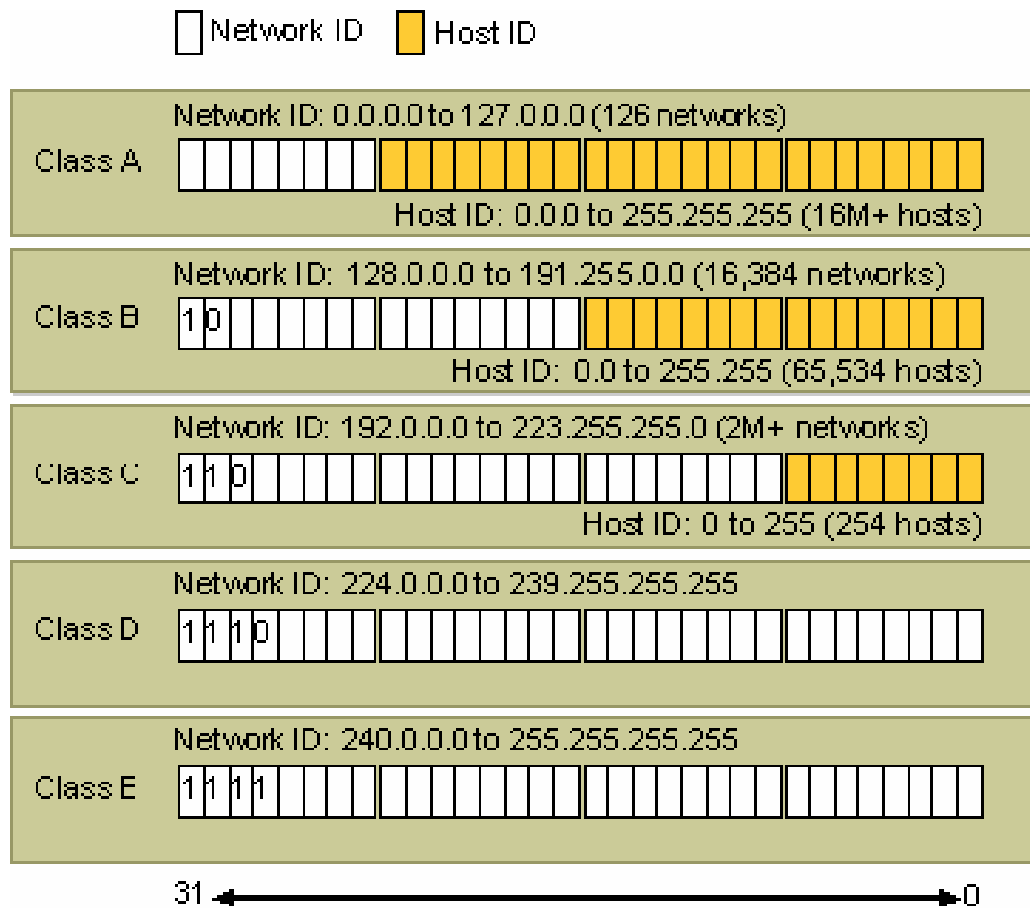 Network ID Host ID
Network ID: 0.0.0.0 to 127.0.0.0 (126 networks)
Class A
Host ID: 0.0.0 to 255.255.255 (16M+ hosts)
Network ID: 128.0.0.0 to 191.255.0.0 (16,384 networks)
Class B
1 0
Host ID: 0.0 to 255.255 (65,534 hosts)
Network ID: 192.0.0.0 to 223.255.255.0 (2M+ networks)
Class C
1 1 0
Host ID: 0 to 255 (254 hosts)
Network ID: 224.0.0.0 to 239.255.255.255
Class D
1 1 1 0
Network ID: 240.0.0.0 to 255.255.255.255
Class E
1 1 1 1
31 0